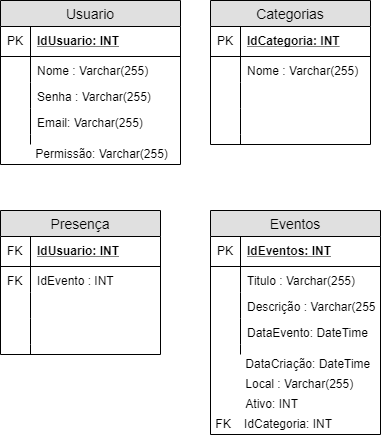 Usuario
PK IdUsuario: INT
Nome : Varchar(255)
Senha : Varchar(255)
Email: Varchar(255)
Permissão: Varchar(255)
Categorias
PK IdCategoria: INT
Nome : Varchar(255)
Presença
FK IdUsuario: INT
FK IdEvento : INT
Eventos
PK IdEventos: INT
Titulo : Varchar(255)
Descrição : Varchar(255
DataEvento: DateTime
DataCriação: DateTime
Local : Varchar(255)
Ativo: INT
FK IdCategoria: INT